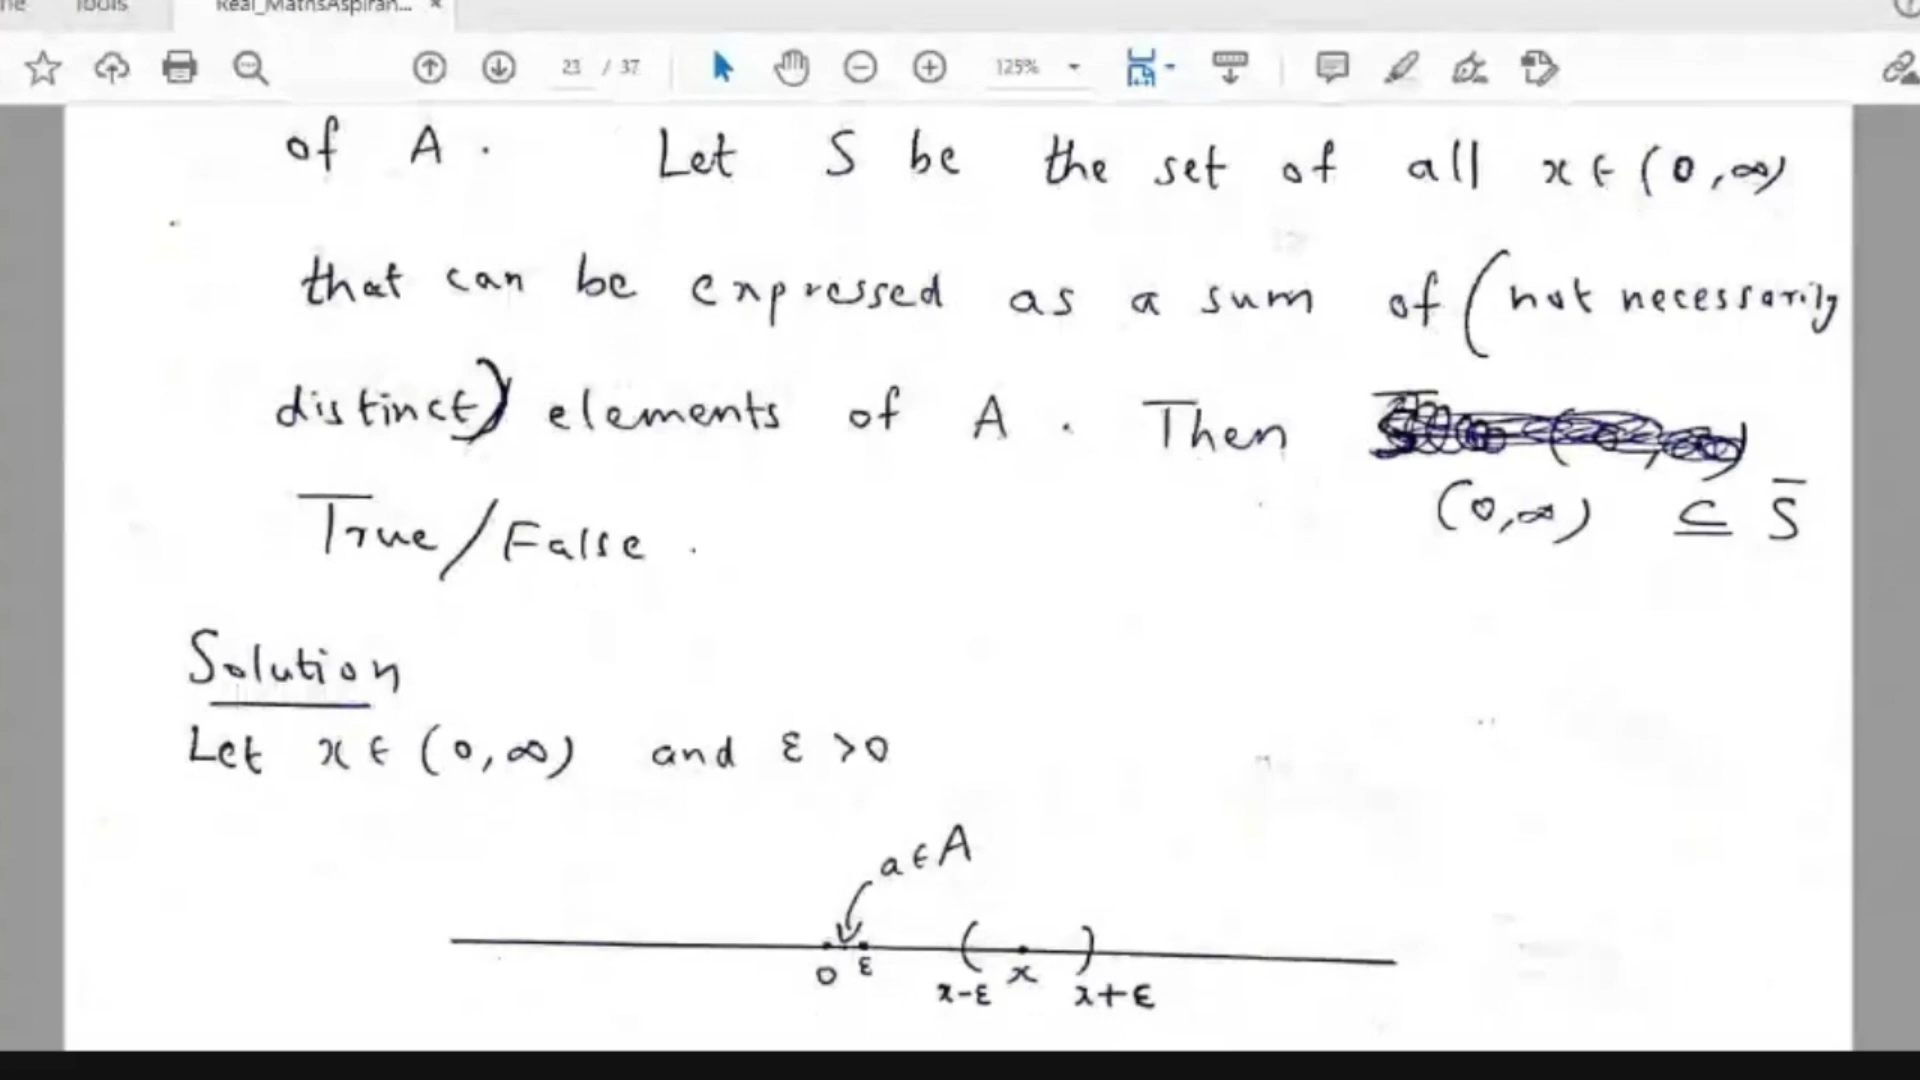 Tools Real_MathsAspiran...
23 / 37 125%
of A. Let S be the set of all x ∈ (0, ∞)
that can be expressed as a sum of (not necessarily
distinct) elements of A. Then
(0, ∞) ⊆ S̄
True/False.
Solution
Let x ∈ (0, ∞) and ε > 0
a ∈ A
0 ε x-ε x x+ε